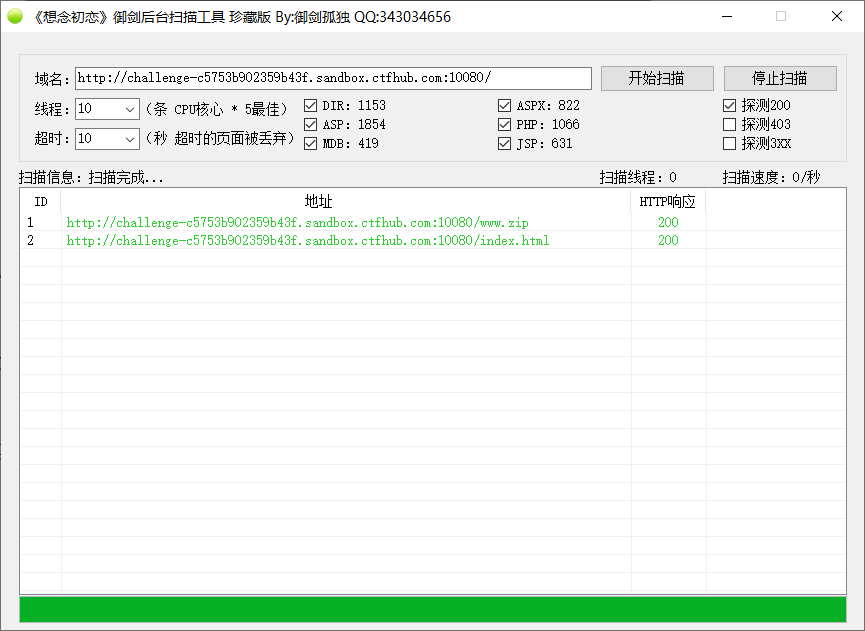 《想念初恋》御剑后台扫描工具 珍藏版 By:御剑孤独 QQ:343034656
域名: http://challenge-c5753b902359b43f.sandbox.ctfhub.com:10080/ 开始扫描 停止扫描
线程: 10 (条 CPU核心 * 5最佳) DIR: 1153 ASPX: 822 探测200
ASP: 1854 PHP: 1066 探测403
超时: 10 (秒 超时的页面被丢弃) MDB: 419 JSP: 631 探测3XX
扫描信息: 扫描完成... 扫描线程: 0 扫描速度: 0/秒
ID 地址 HTTP响应
1 http://challenge-c5753b902359b43f.sandbox.ctfhub.com:10080/www.zip 200
2 http://challenge-c5753b902359b43f.sandbox.ctfhub.com:10080/index.html 200